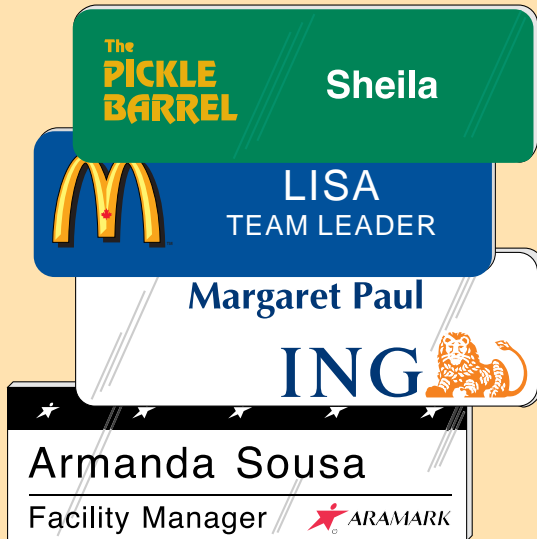 The
PICKLE
BARREL
Sheila
LISA
TEAM LEADER
Margaret Paul
ING
Armanda Sousa
Facility Manager
ARAMARK